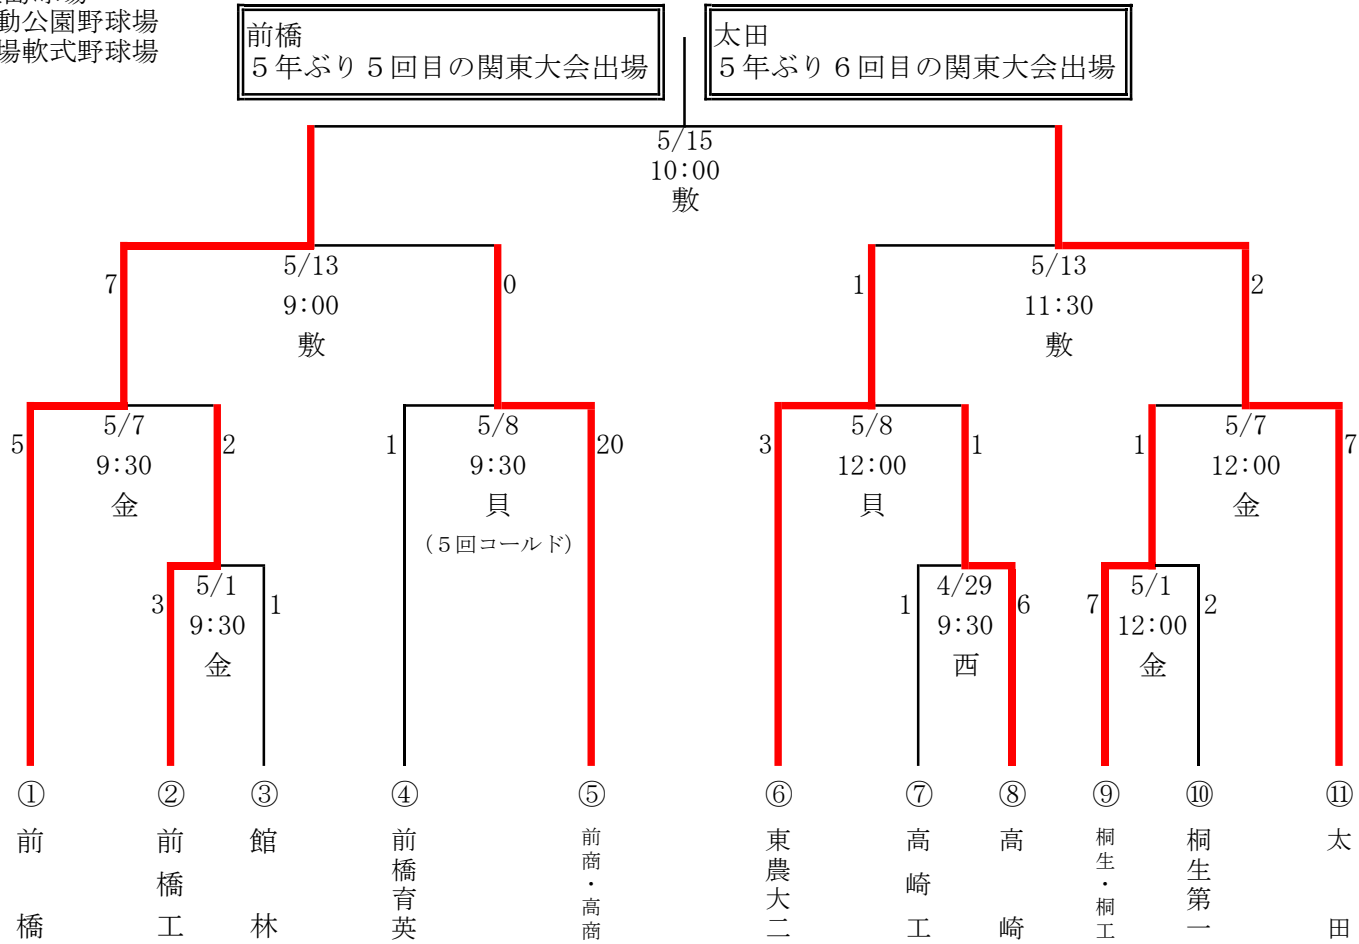 動公園野球場
場軟式野球場
前橋
５年ぶり５回目の関東大会出場
太田
５年ぶり６回目の関東大会出場
5/15
10:00
敷
7
5/13
9:00
敷
0
1
5/13
11:30
敷
2
5
5/7
9:30
金
2
1
5/8
9:30
貝
（５回コールド）
20
3
5/8
12:00
貝
1
1
5/7
12:00
金
7
3
5/1
9:30
金
1
1
4/29
9:30
西
6
7
5/1
12:00
金
2
① ② ③ ④ ⑤ ⑥ ⑦ ⑧ ⑨ ⑩ ⑪
前橋
前橋工
館林
前橋育英
前商・高商
東農大二
高崎工
高崎
桐生・桐工
桐生第一
太田